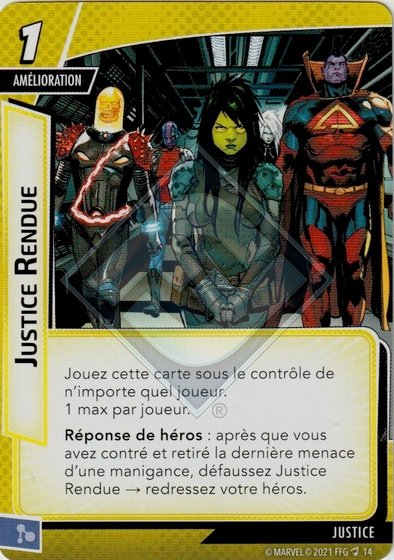 1
AMÉLIORATION
JUSTICE RENDUE
Jouez cette carte sous le contrôle de
n'importe quel joueur.
1 max par joueur.
®
Réponse de héros : après que vous
avez contré et retiré la dernière menace
d'une manigance, défaussez Justice
Rendue → redressez votre héros.
JUSTICE
© MARVEL © 2021 FFG 14